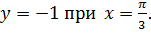 y = −1 при x = π/3.